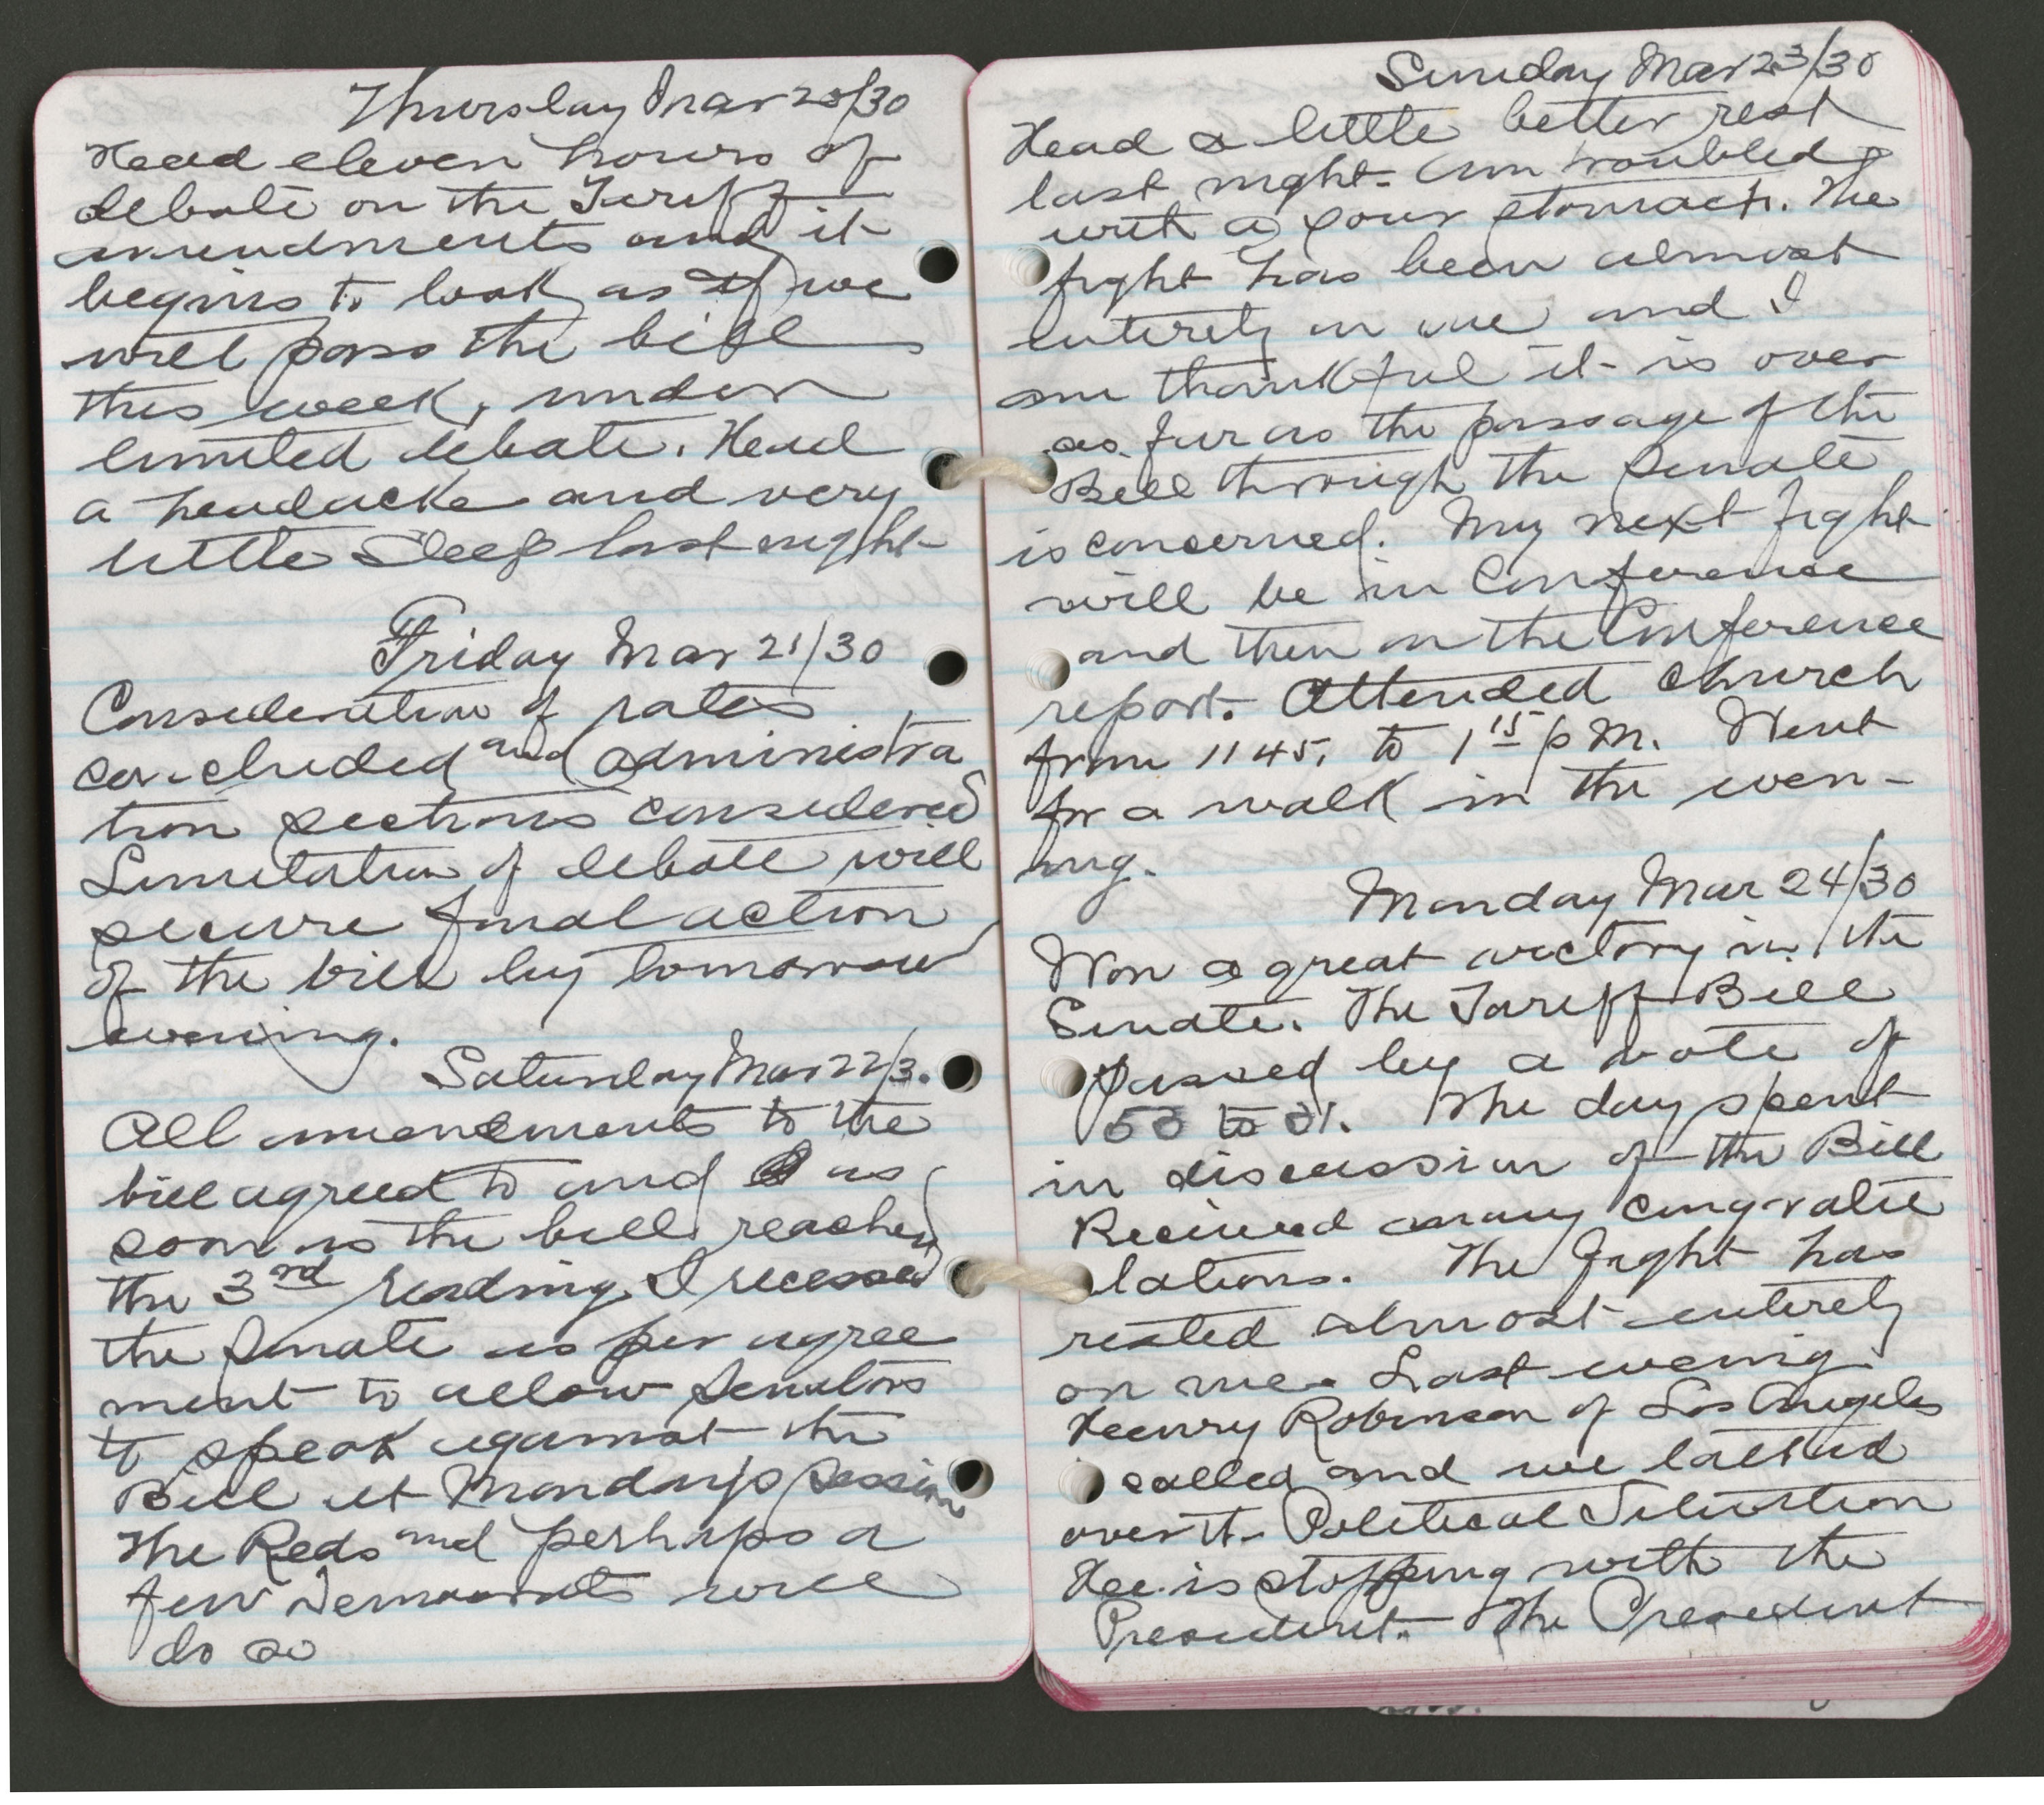 Thursday Mar 20/30
Had eleven hours of
debate on the Tariff
amendments and it
begins to look as if we
will pass the bill
this week, under
limited debate. Had
a headache and very
little sleep last night
Friday Mar 21/30
Consideration of rates
concluded and administra
tion sections considered
Limitation of debate will
secure final action
of the bill by tomorrow
evening.
Saturday Mar 22/3.
All amendments to the
bill agreed to and as
soon as the bill reached
the 3rd reading I recessed
the Senate as per agree
ment to allow Senators
to speak against the
Bill at Monday's session
The Reds and perhaps a
few Democrats will
do so
Sunday Mar 23/30
Had a little better rest
last night. Am troubled
with a sour stomach. The
fight has been almost
entirely on me and I
am thankful it is over
as far as the passage of the
Bill through the Senate
is concerned. My next fight
will be in Conference
and then on the Conference
report. Attended church
from 11 45, to 1 15 p M. Went
for a walk in the even-
ing.
Monday Mar 24/30
Won a great victory in the
Senate. The Tariff Bill
passed by a vote of
53 to 31. The day spent
in discussion of the Bill
Received many congratu
lations. The fight has
rested almost entirely
on me. Last evening
Henry Robinson of Los Angeles
called and we talked
over the Political Situation
He is stopping with the
President. The President